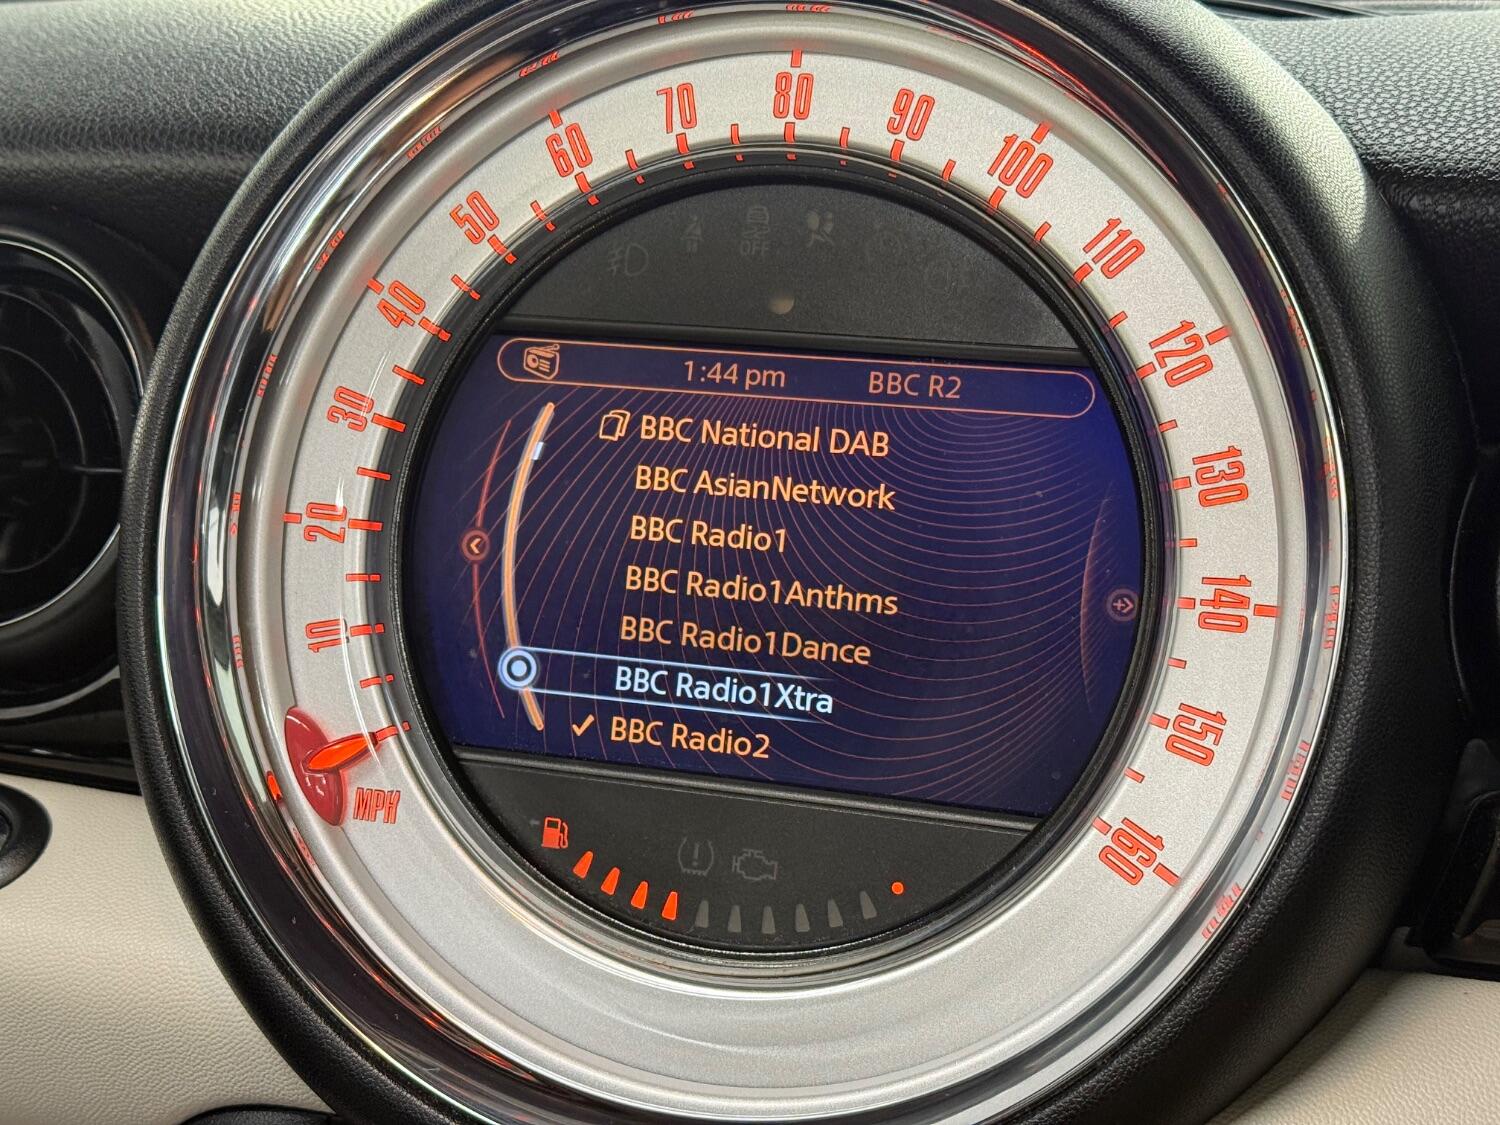 10
20
30
40
50
60
70
80
90
100
110
120
130
140
150
160
MPH
OFF
1:44 pm BBC R2
BBC National DAB
BBC AsianNetwork
BBC Radio1
BBC Radio1Anthms
BBC Radio1Dance
BBC Radio1Xtra
BBC Radio2